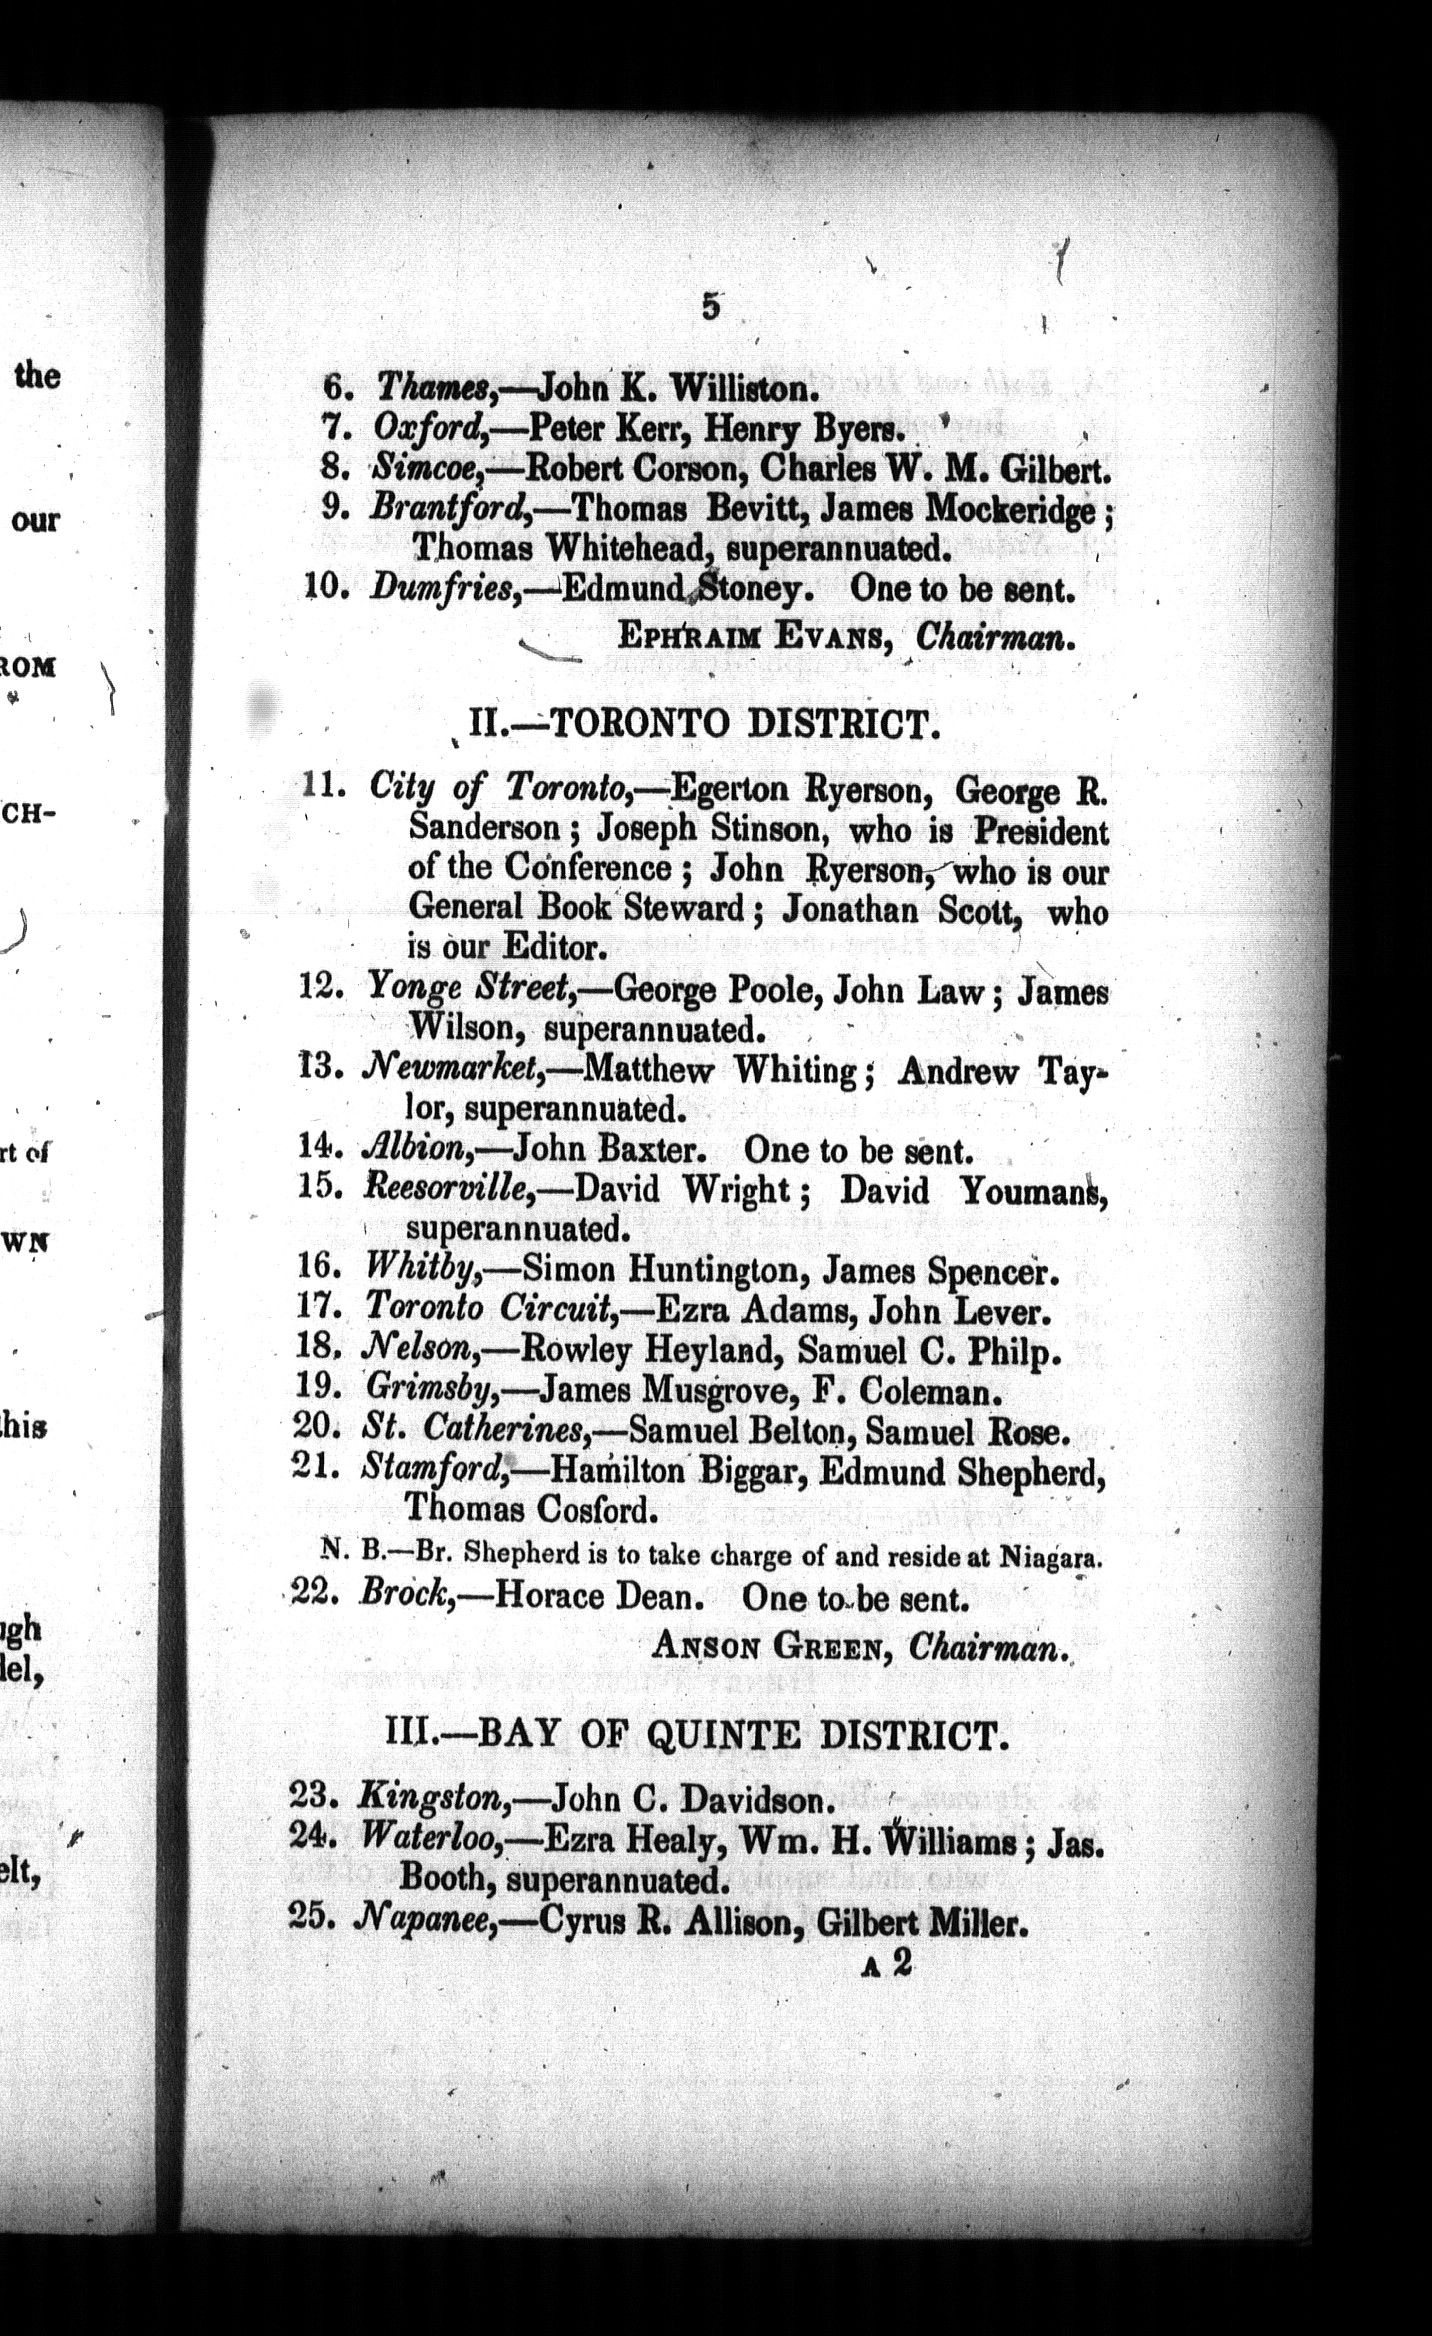 the
our
ROM
CH-
rt of
WN
this
ugh
del,
elt,
5
6. Thames,—John K. Williston.
7. Oxford,—Peter Kerr, Henry Byers.
8. Simcoe,—Robert Corson, Charles W. M. Gilbert.
9. Brantford,—Thomas Bevitt, James Mockeridge;
Thomas Whitehead, superannuated.
10. Dumfries,—Edmund Stoney. One to be sent.
EPHRAIM EVANS, Chairman.
II.—TORONTO DISTRICT.
11. City of Toronto,—Egerton Ryerson, George R.
Sanderson; Joseph Stinson, who is President
of the Conference; John Ryerson, who is our
General Book Steward; Jonathan Scott, who
is our Editor.
12. Yonge Street,—George Poole, John Law; James
Wilson, superannuated.
13. Newmarket,—Matthew Whiting; Andrew Tay-
lor, superannuated.
14. Albion,—John Baxter. One to be sent.
15. Reesorville,—David Wright; David Youmans,
superannuated.
16. Whitby,—Simon Huntington, James Spencer.
17. Toronto Circuit,—Ezra Adams, John Lever.
18. Nelson,—Rowley Heyland, Samuel C. Philp.
19. Grimsby,—James Musgrove, F. Coleman.
20. St. Catherines,—Samuel Belton, Samuel Rose.
21. Stamford,—Hamilton Biggar, Edmund Shepherd,
Thomas Cosford.
N. B.—Br. Shepherd is to take charge of and reside at Niagara.
22. Brock,—Horace Dean. One to be sent.
ANSON GREEN, Chairman.
III.—BAY OF QUINTE DISTRICT.
23. Kingston,—John C. Davidson.
24. Waterloo,—Ezra Healy, Wm. H. Williams; Jas.
Booth, superannuated.
25. Napanee,—Cyrus R. Allison, Gilbert Miller.
A 2